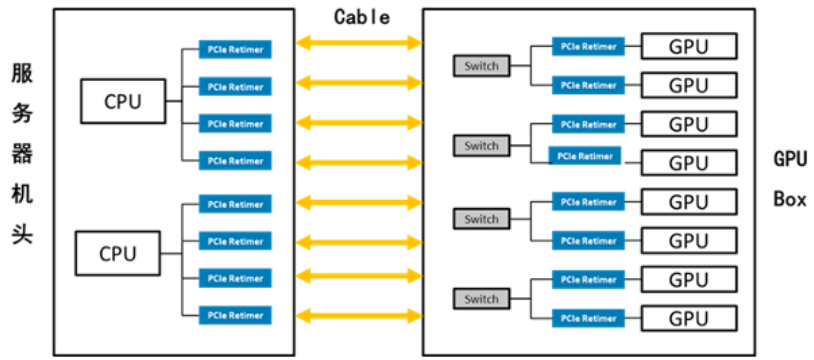 Cable
服务器机头
CPU
PCIe Retimer
PCIe Retimer
PCIe Retimer
PCIe Retimer
CPU
PCIe Retimer
PCIe Retimer
PCIe Retimer
PCIe Retimer
Switch
PCIe Retimer
GPU
PCIe Retimer
GPU
Switch
PCIe Retimer
GPU
PCIe Retimer
GPU
Switch
PCIe Retimer
GPU
PCIe Retimer
GPU
Switch
PCIe Retimer
GPU
PCIe Retimer
GPU
GPU
Box